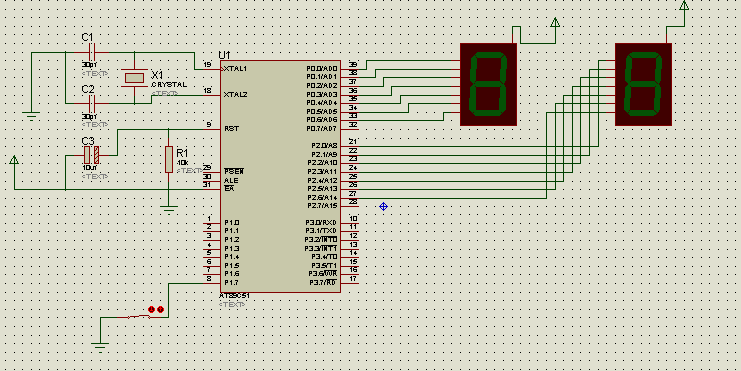 C1
30pf
<TEXT>
X1
CRYSTAL
<TEXT>
C2
30pf
<TEXT>
C3
10uf
<TEXT>
R1
10k
<TEXT>
U1
19 XTAL1
18 XTAL2
9 RST
29 PSEN
30 ALE
31 EA
1 P1.0
2 P1.1
3 P1.2
4 P1.3
5 P1.4
6 P1.5
7 P1.6
8 P1.7
P0.0/AD0 39
P0.1/AD1 38
P0.2/AD2 37
P0.3/AD3 36
P0.4/AD4 35
P0.5/AD5 34
P0.6/AD6 33
P0.7/AD7 32
P2.0/A8 21
P2.1/A9 22
P2.2/A10 23
P2.3/A11 24
P2.4/A12 25
P2.5/A13 26
P2.6/A14 27
P2.7/A15 28
P3.0/RXD 10
P3.1/TXD 11
P3.2/INT0 12
P3.3/INT1 13
P3.4/T0 14
P3.5/T1 15
P3.6/WR 16
P3.7/RD 17
AT89C51
<TEXT>